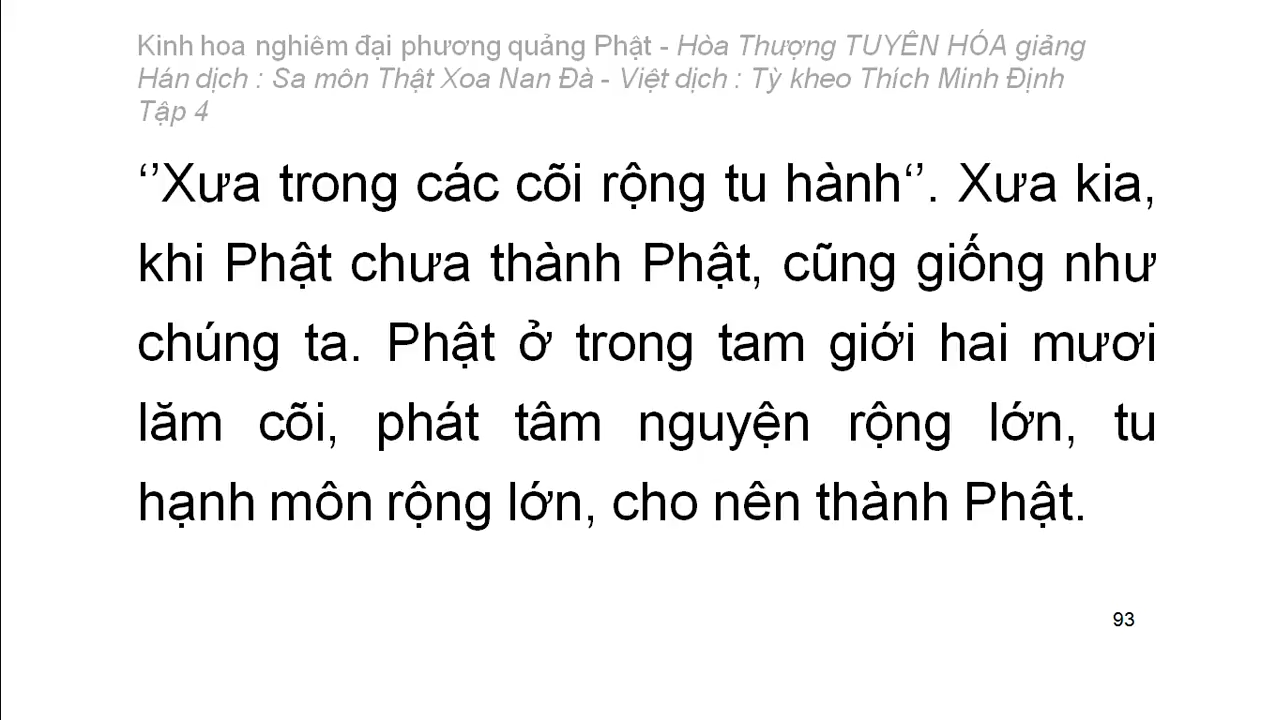 Kinh hoa nghiêm đại phương quảng Phật - Hòa Thượng TUYÊN HÓA giảng
Hán dịch : Sa môn Thật Xoa Nan Đà - Việt dịch : Tỳ kheo Thích Minh Định
Tập 4
‘’Xưa trong các cõi rộng tu hành‘’. Xưa kia,
khi Phật chưa thành Phật, cũng giống như
chúng ta. Phật ở trong tam giới hai mươi
lăm cõi, phát tâm nguyện rộng lớn, tu
hạnh môn rộng lớn, cho nên thành Phật.
93